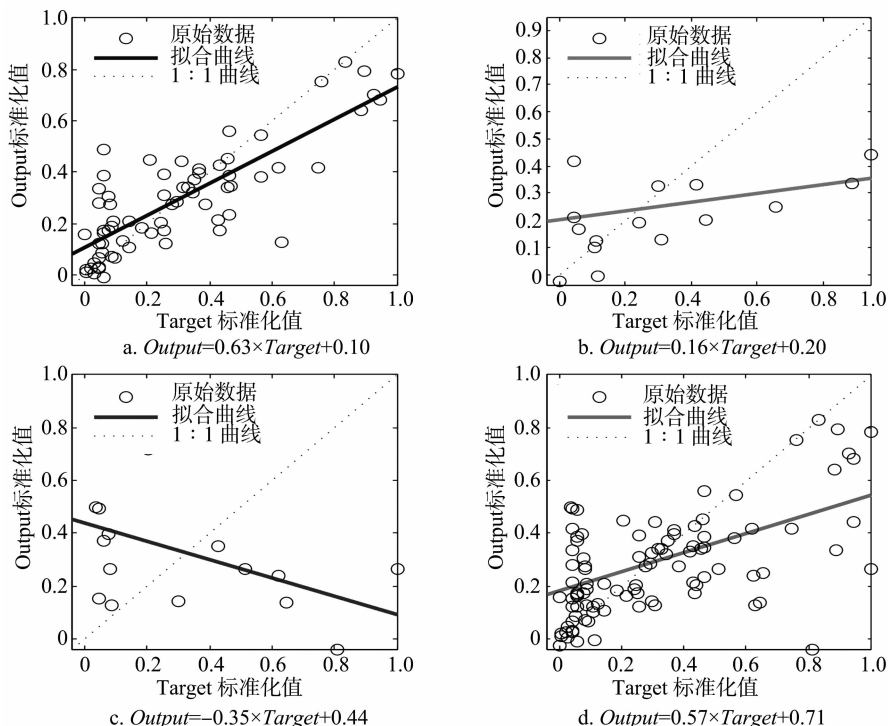 1.0
0.8
0.6
0.4
0.2
0
Output标准化值
原始数据
拟合曲线
1∶1 曲线
0 0.2 0.4 0.6 0.8 1.0
Target 标准化值
a. Output=0.63×Target+0.10
0.9
0.8
0.7
0.6
0.5
0.4
0.3
0.2
0.1
0
Output标准化值
原始数据
拟合曲线
1∶1 曲线
0 0.2 0.4 0.6 0.8 1.0
Target 标准化值
b. Output=0.16×Target+0.20
1.0
0.8
0.6
0.4
0.2
0
Output标准化值
原始数据
拟合曲线
1∶1 曲线
0 0.2 0.4 0.6 0.8 1.0
Target 标准化值
c. Output=−0.35×Target+0.44
1.0
0.8
0.6
0.4
0.2
0
Output标准化值
原始数据
拟合曲线
1∶1 曲线
0 0.2 0.4 0.6 0.8 1.0
Target 标准化值
d. Output=0.57×Target+0.71